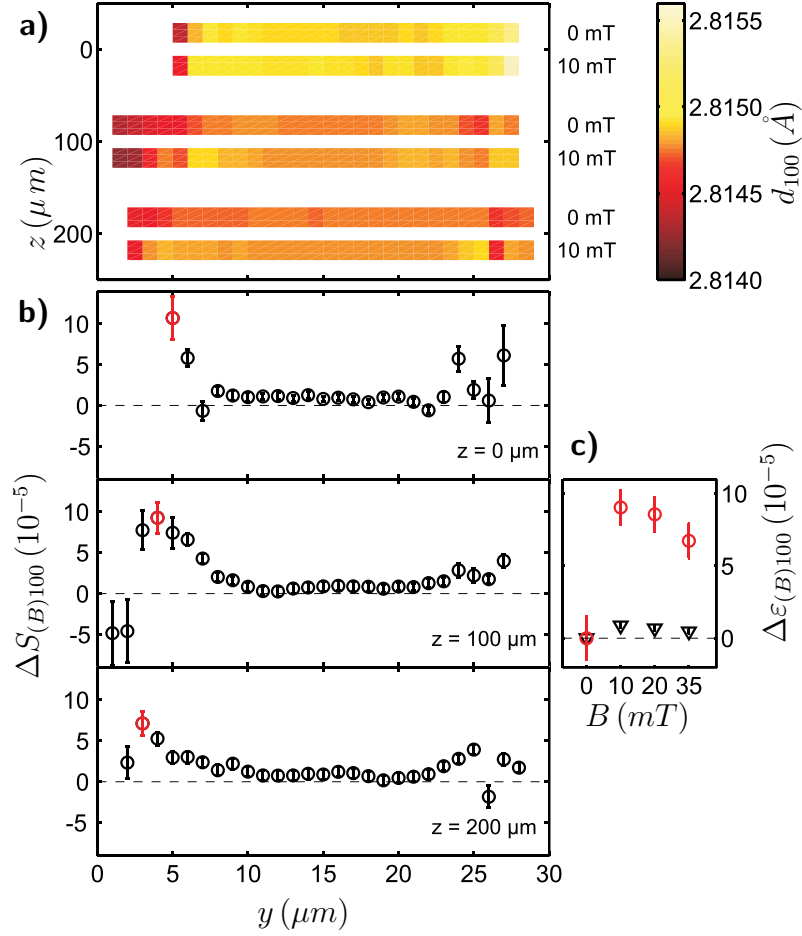 a)
0
100
200
z (μm)
0 mT
10 mT
0 mT
10 mT
0 mT
10 mT
2.8156
2.8150
2.8145
2.8140
d100 (Å)
b)
10
5
0
-5
z = 0 μm
10
5
0
-5
z = 100 μm
10
5
0
-5
z = 200 μm
ΔS(B)100 (10−5)
0 5 10 15 20 25 30
y (μm)
c)
10
5
0
Δε(B)100 (10−5)
0 10 20 35
B (mT)